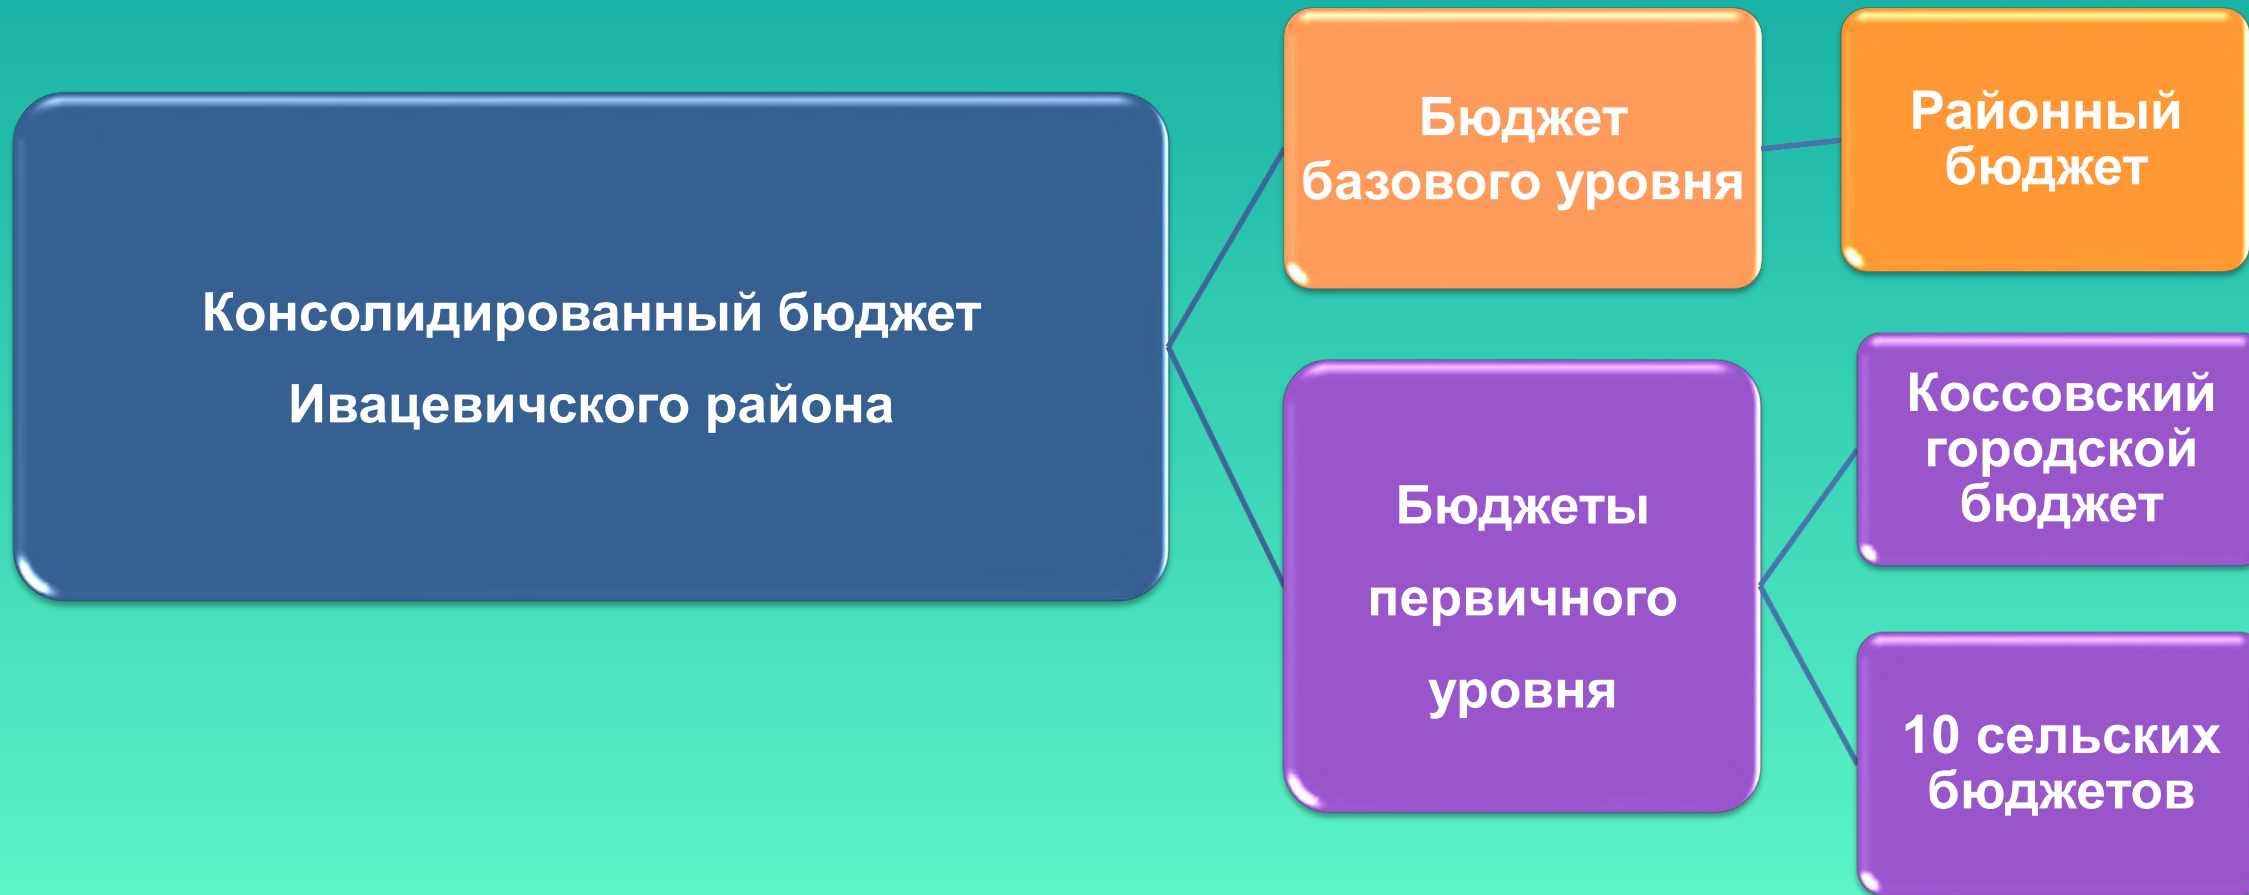 Консолидированный бюджет
Ивацевичского района
Бюджет
базового уровня
Районный
бюджет
Бюджеты
первичного
уровня
Коссовский
городской
бюджет
10 сельских
бюджетов